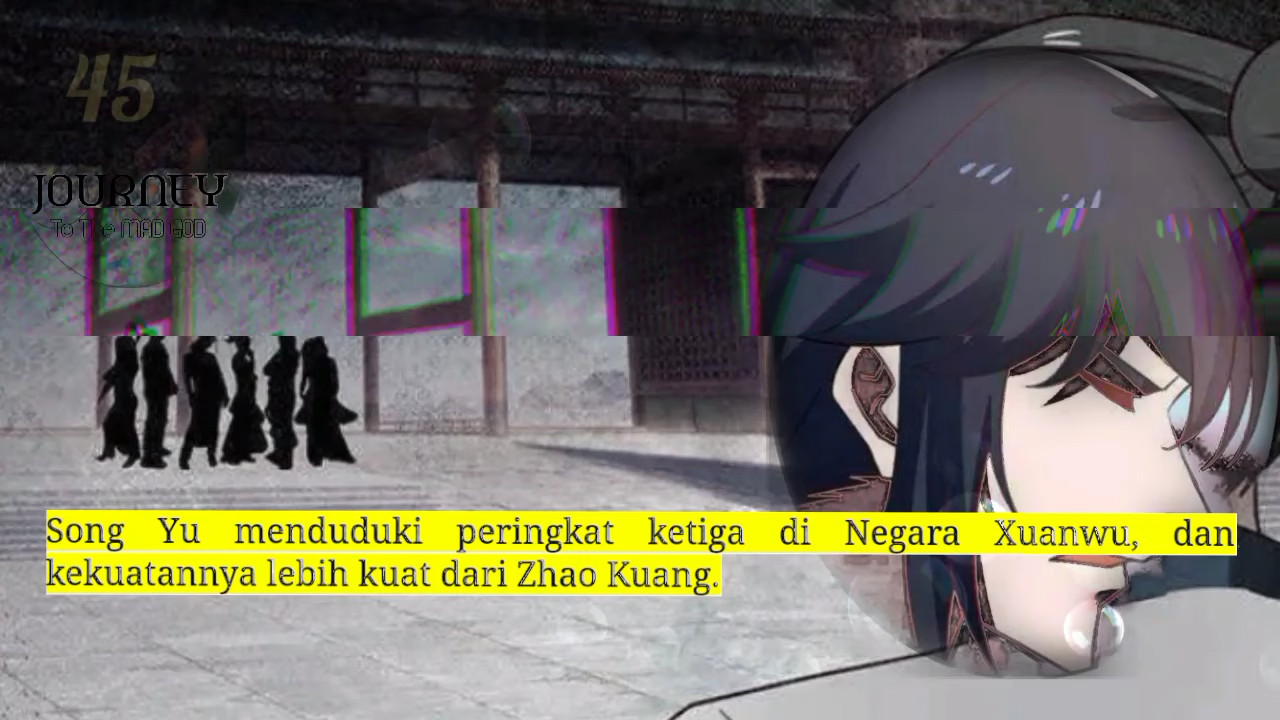 45
JOURNEY
To The MAD GOD
Song Yu menduduki peringkat ketiga di Negara Xuanwu, dan
kekuatannya lebih kuat dari Zhao Kuang.